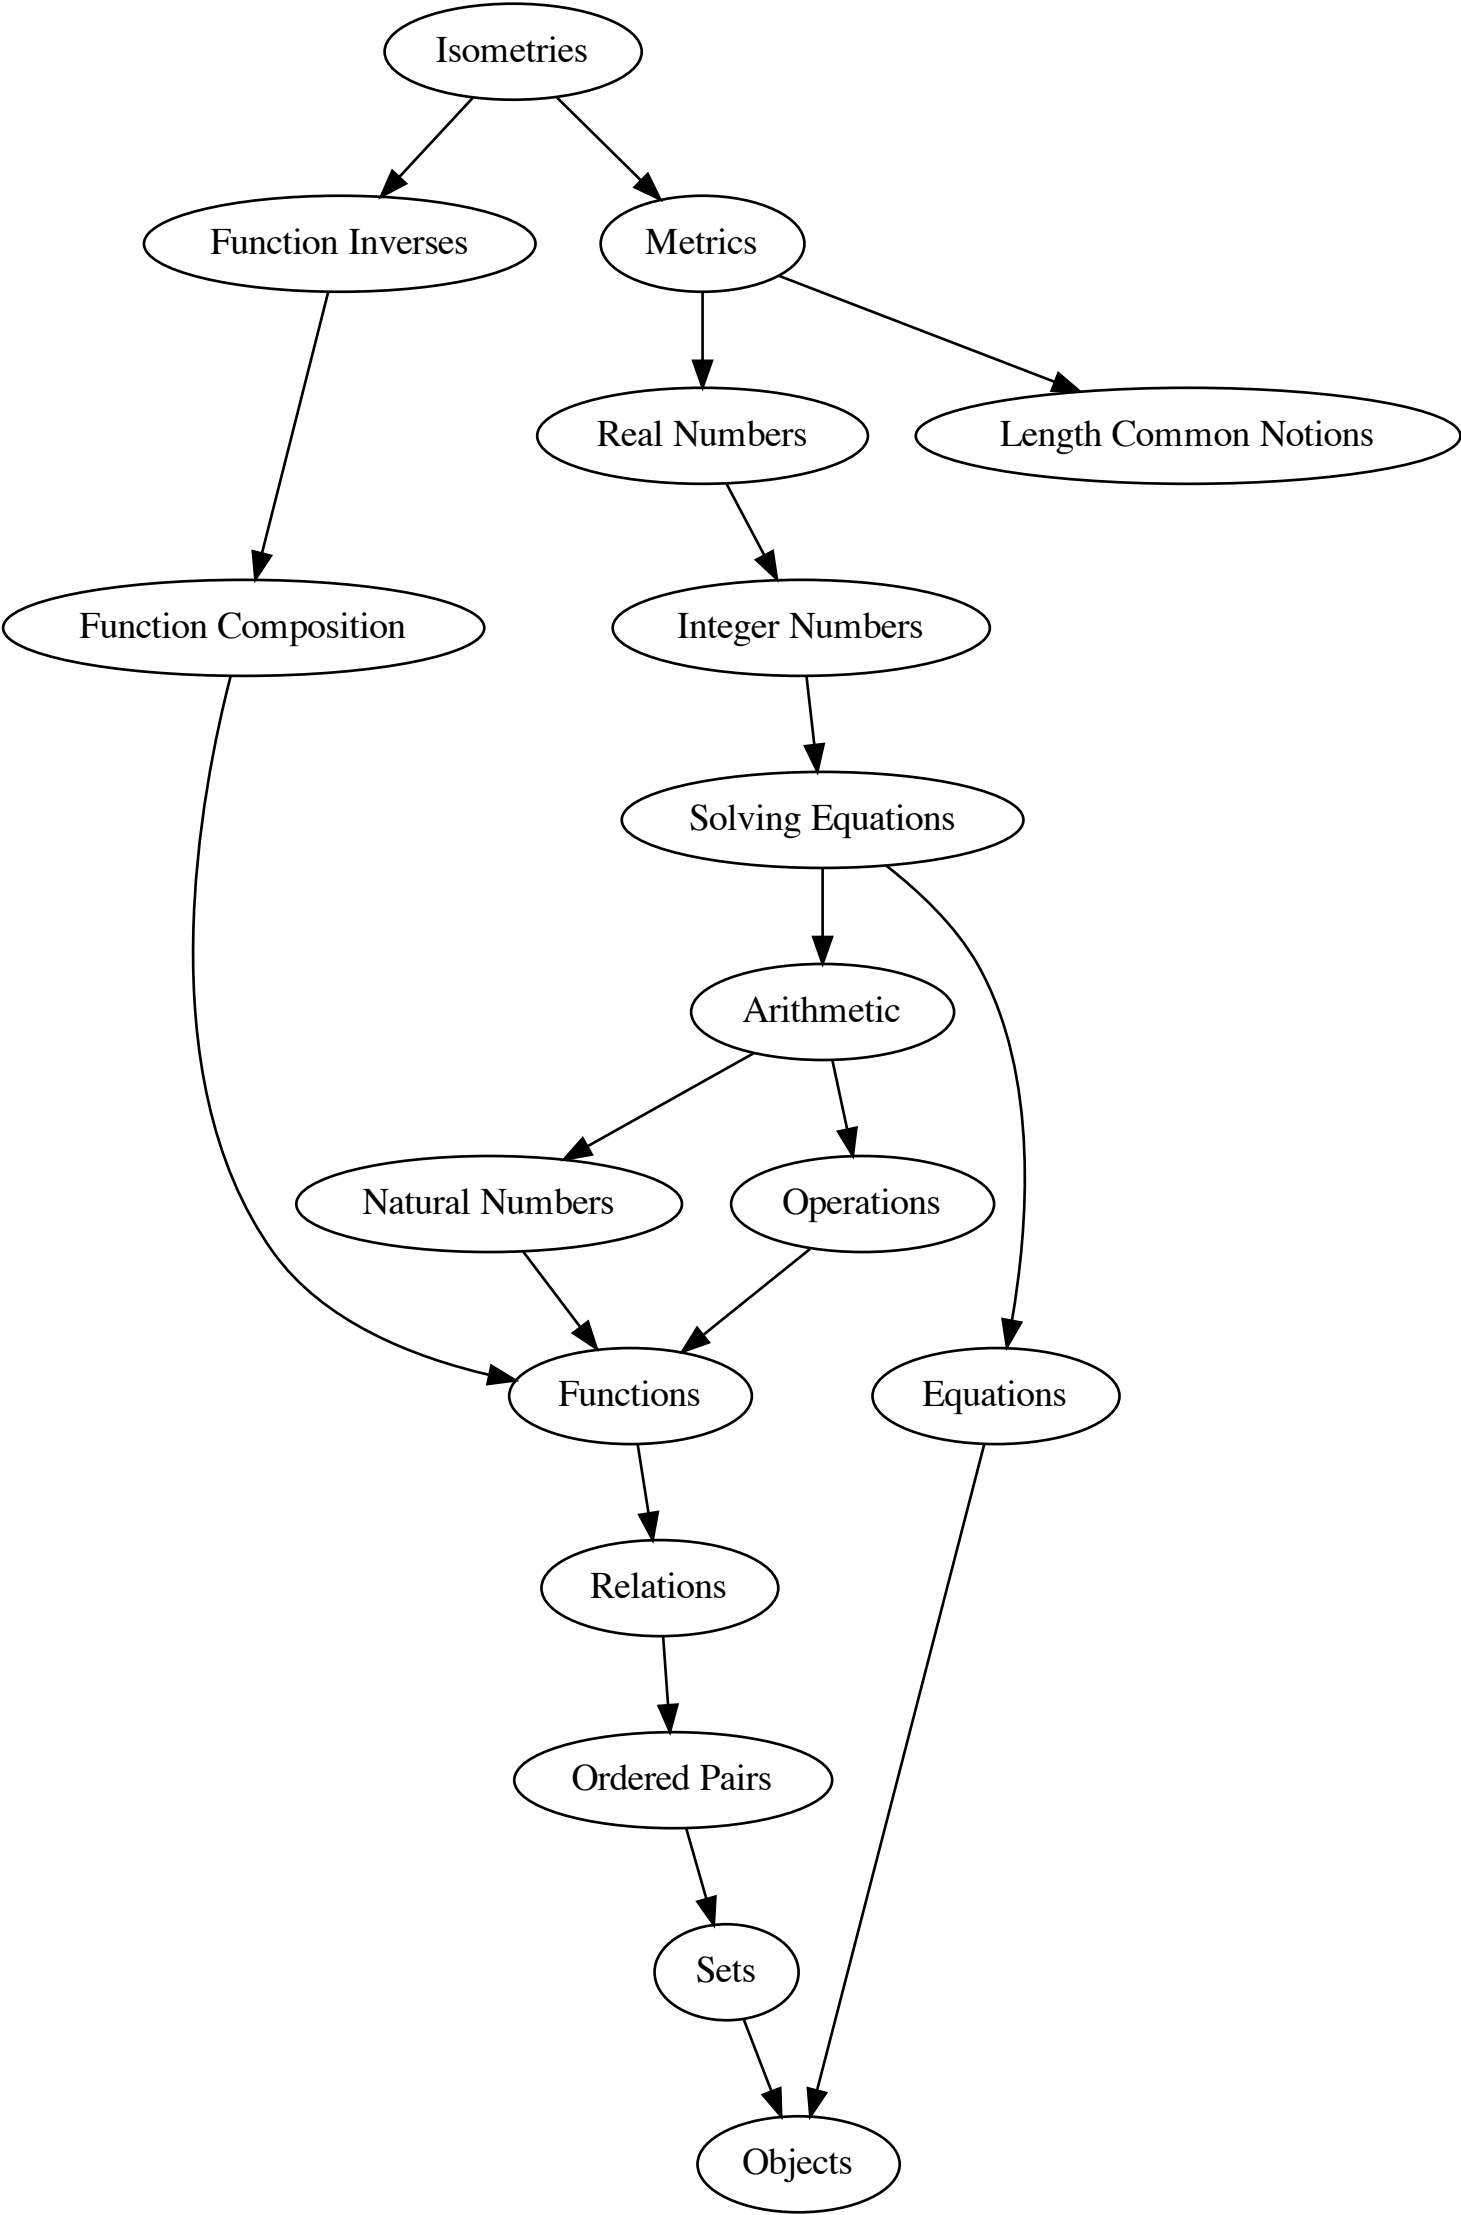 Isometries
Function Inverses
Metrics
Real Numbers
Length Common Notions
Function Composition
Integer Numbers
Solving Equations
Arithmetic
Natural Numbers
Operations
Functions
Equations
Relations
Ordered Pairs
Sets
Objects